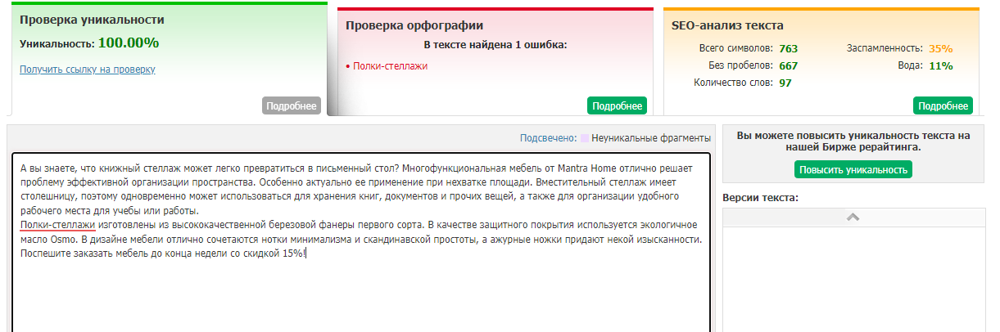 Проверка уникальности
Уникальность: 100.00%
Получить ссылку на проверку
Подробнее
Проверка орфографии
В тексте найдена 1 ошибка:
• Полки-стеллажи
Подробнее
SEO-анализ текста
Всего символов: 763 Заспамленность: 35%
Без пробелов: 667 Вода: 11%
Количество слов: 97
Подробнее
Подсвечено: Неуникальные фрагменты
А вы знаете, что книжный стеллаж может легко превратиться в письменный стол? Многофункциональная мебель от Mantra Home отлично решает
проблему эффективной организации пространства. Особенно актуально ее применение при нехватке площади. Вместительный стеллаж имеет
столешницу, поэтому одновременно может использоваться для хранения книг, документов и прочих вещей, а также для организации удобного
рабочего места для учебы или работы.
Полки-стеллажи изготовлены из высококачественной березовой фанеры первого сорта. В качестве защитного покрытия используется экологичное
масло Osmo. В дизайне мебели отлично сочетаются нотки минимализма и скандинавской простоты, а ажурные ножки придают некой изысканности.
Поспешите заказать мебель до конца недели со скидкой 15%!
Вы можете повысить уникальность текста на
нашей Бирже рерайтинга.
Повысить уникальность
Версии текста: